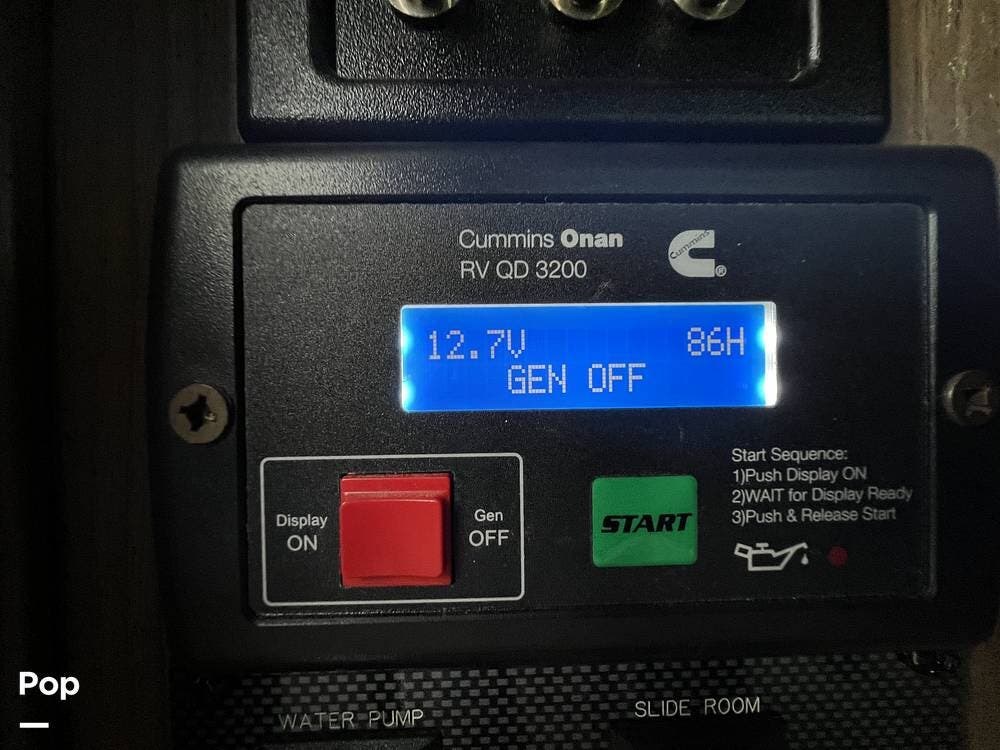 Cummins Onan
RV QD 3200
Cummins
®
12.7V 86H
GEN OFF
Display
ON
Gen
OFF
START
Start Sequence:
1)Push Display ON
2)WAIT for Display Ready
3)Push & Release Start
Pop
WATER PUMP
SLIDE ROOM